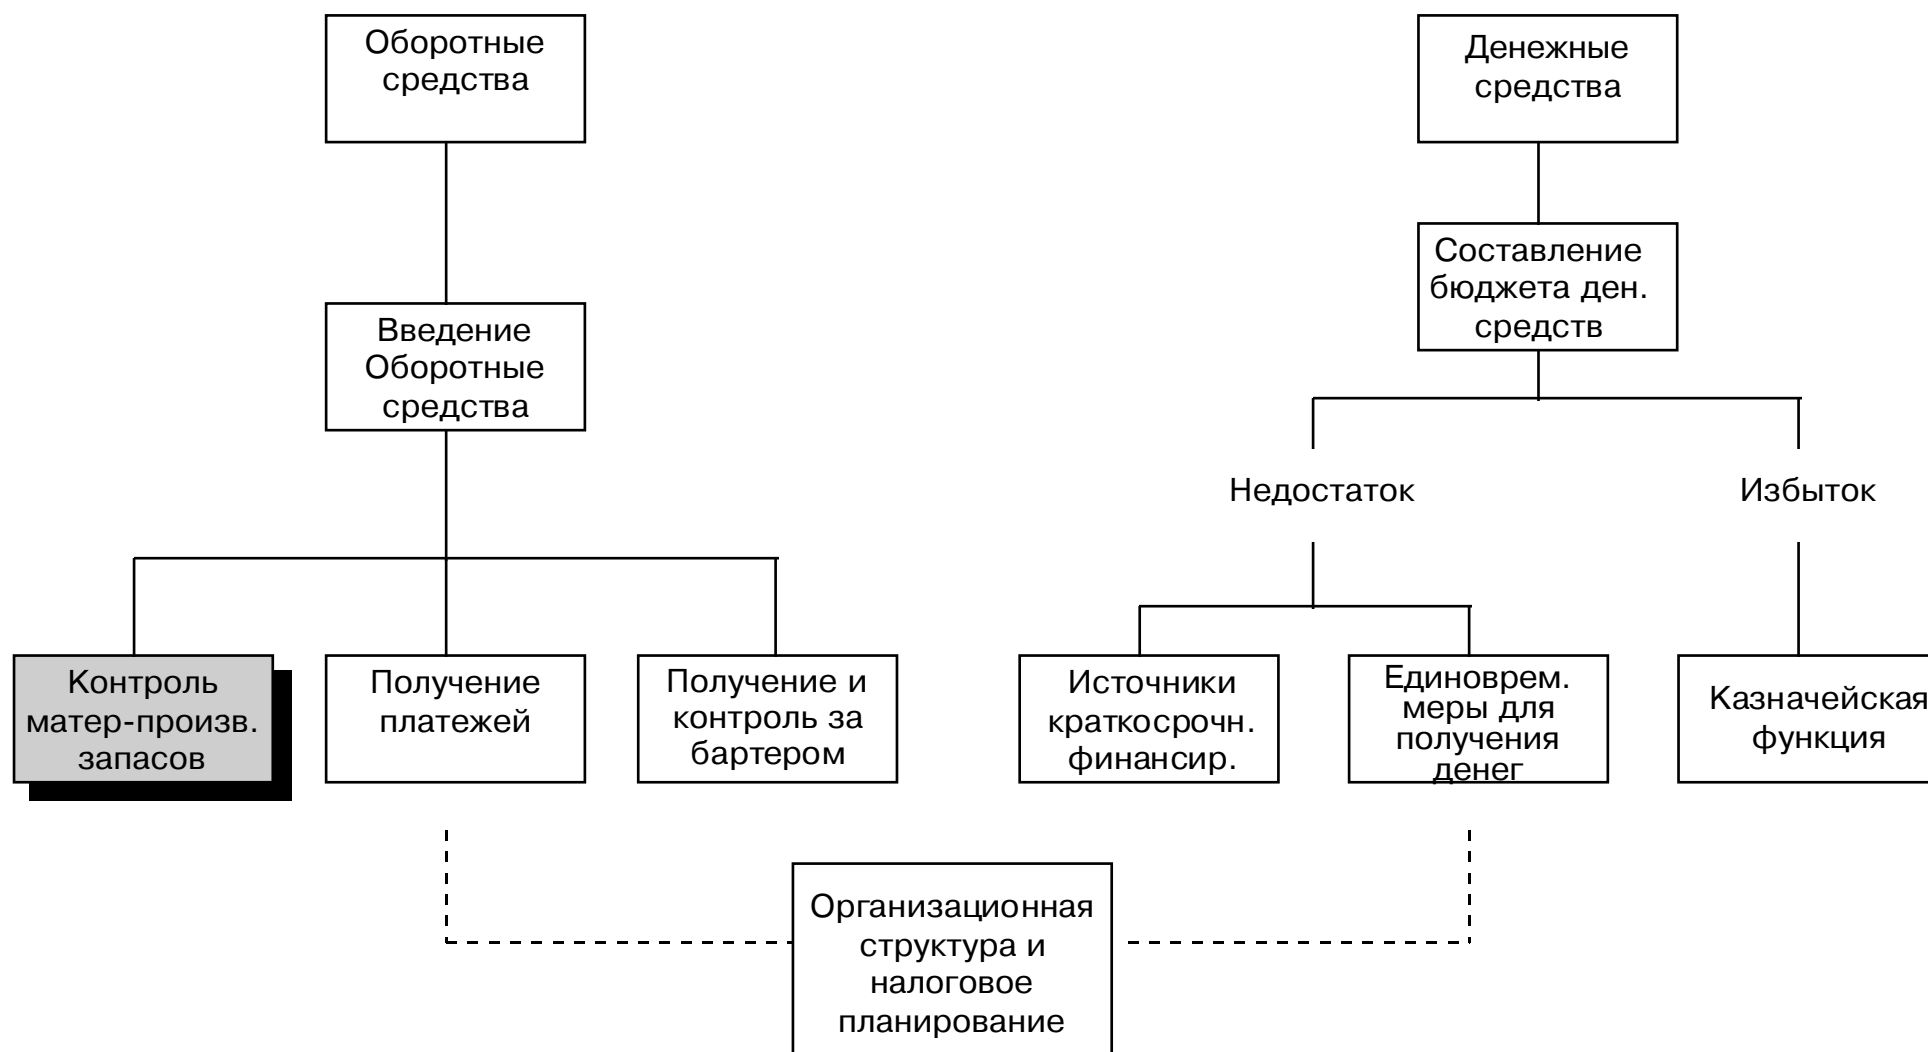 Оборотные
средства
Денежные
средства
Составление
бюджета ден.
средств
Введение
Оборотные
средства
Недостаток
Избыток
Контроль
матер-произв.
запасов
Получение
платежей
Получение и
контроль за
бартером
Источники
краткосрочн.
финансир.
Единоврем.
меры для
получения
денег
Казначейская
функция
Организационная
структура и
налоговое
планирование